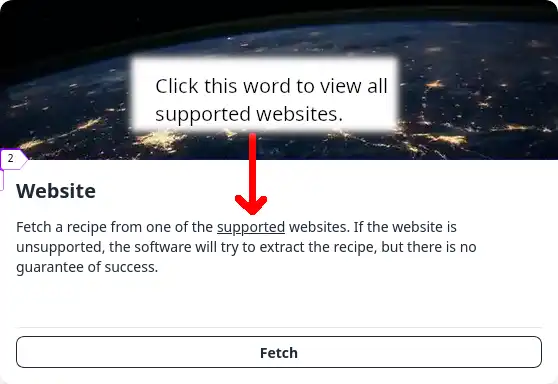 Click this word to view all
supported websites.
2
Website
Fetch a recipe from one of the supported websites. If the website is
unsupported, the software will try to extract the recipe, but there is no
guarantee of success.
Fetch